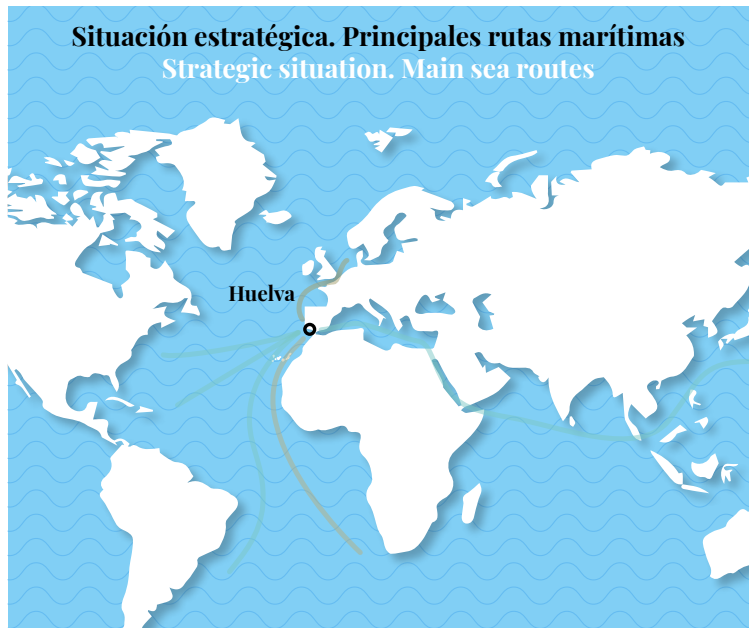 Situación estratégica. Principales rutas marítimas
Strategic situation. Main sea routes
Huelva